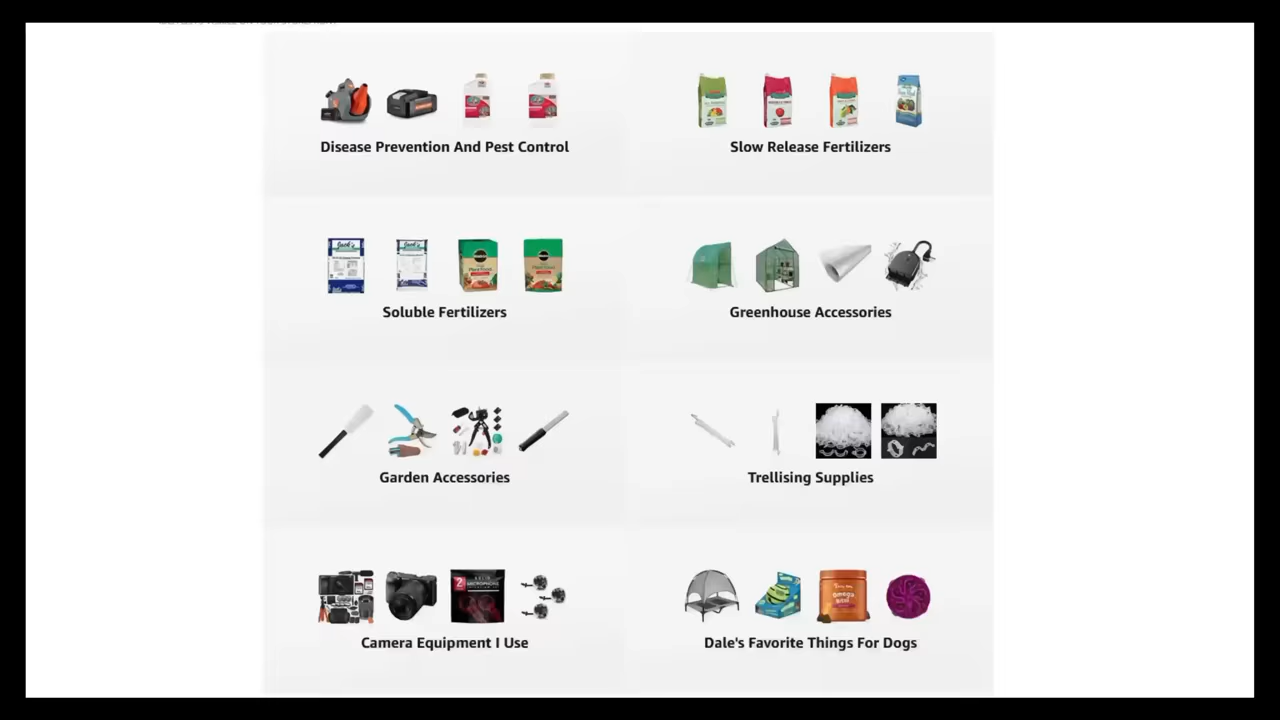 Disease Prevention And Pest Control
Slow Release Fertilizers
Soluble Fertilizers
Greenhouse Accessories
Garden Accessories
Trellising Supplies
Camera Equipment I Use
Dale's Favorite Things For Dogs